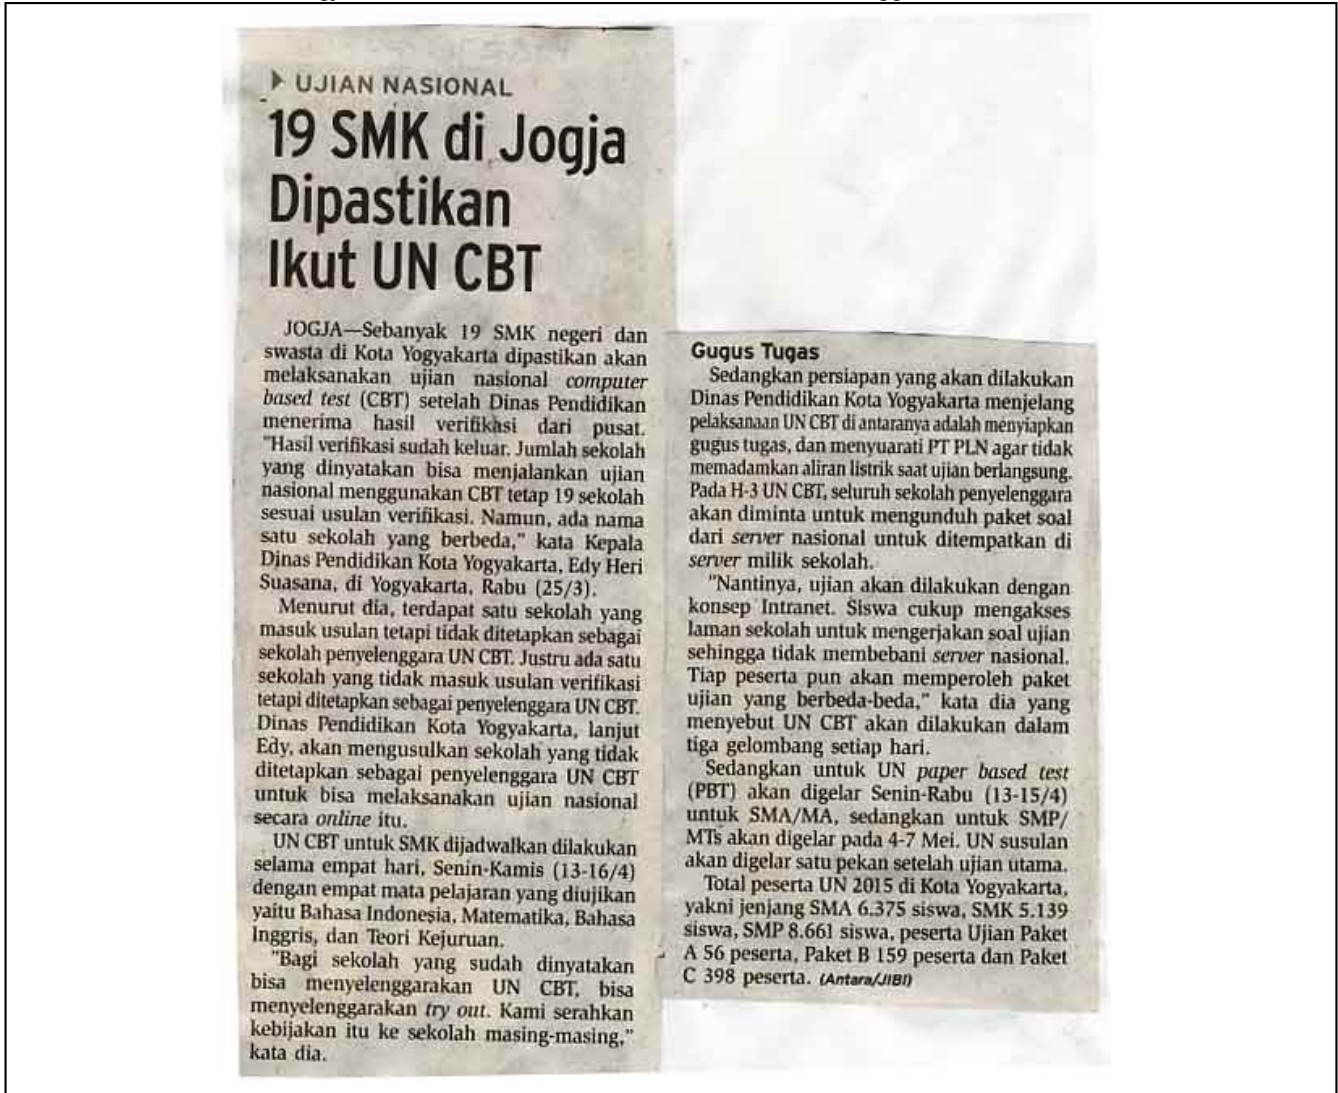 UJIAN NASIONAL
19 SMK di Jogja
Dipastikan
Ikut UN CBT
JOGJA—Sebanyak 19 SMK negeri dan
swasta di Kota Yogyakarta dipastikan akan
melaksanakan ujian nasional computer
based test (CBT) setelah Dinas Pendidikan
menerima hasil verifikasi dari pusat.
"Hasil verifikasi sudah keluar. Jumlah sekolah
yang dinyatakan bisa menjalankan ujian
nasional menggunakan CBT tetap 19 sekolah
sesuai usulan verifikasi. Namun, ada nama
satu sekolah yang berbeda," kata Kepala
Dinas Pendidikan Kota Yogyakarta, Edy Heri
Suasana, di Yogyakarta, Rabu (25/3).
Menurut dia, terdapat satu sekolah yang
masuk usulan tetapi tidak ditetapkan sebagai
sekolah penyelenggara UN CBT. Justru ada satu
sekolah yang tidak masuk usulan verifikasi
tetapi ditetapkan sebagai penyelenggara UN CBT.
Dinas Pendidikan Kota Yogyakarta, lanjut
Edy, akan mengusulkan sekolah yang tidak
ditetapkan sebagai penyelenggara UN CBT
untuk bisa melaksanakan ujian nasional
secara online itu.
UN CBT untuk SMK dijadwalkan dilakukan
selama empat hari, Senin-Kamis (13-16/4)
dengan empat mata pelajaran yang diujikan
yaitu Bahasa Indonesia, Matematika, Bahasa
Inggris, dan Teori Kejuruan.
"Bagi sekolah yang sudah dinyatakan
bisa menyelenggarakan UN CBT, bisa
menyelenggarakan try out. Kami serahkan
kebijakan itu ke sekolah masing-masing,"
kata dia.
Gugus Tugas
Sedangkan persiapan yang akan dilakukan
Dinas Pendidikan Kota Yogyakarta menjelang
pelaksanaan UN CBT di antaranya adalah menyiapkan
gugus tugas, dan menyuarati PT PLN agar tidak
memadamkan aliran listrik saat ujian berlangsung.
Pada H-3 UN CBT, seluruh sekolah penyelenggara
akan diminta untuk mengunduh paket soal
dari server nasional untuk ditempatkan di
server milik sekolah.
"Nantinya, ujian akan dilakukan dengan
konsep Intranet. Siswa cukup mengakses
laman sekolah untuk mengerjakan soal ujian
sehingga tidak membebani server nasional.
Tiap peserta pun akan memperoleh paket
ujian yang berbeda-beda," kata dia yang
menyebut UN CBT akan dilakukan dalam
tiga gelombang setiap hari.
Sedangkan untuk UN paper based test
(PBT) akan digelar Senin-Rabu (13-15/4)
untuk SMA/MA, sedangkan untuk SMP/
MTs akan digelar pada 4-7 Mei. UN susulan
akan digelar satu pekan setelah ujian utama.
Total peserta UN 2015 di Kota Yogyakarta,
yakni jenjang SMA 6.375 siswa, SMK 5.139
siswa, SMP 8.661 siswa, peserta Ujian Paket
A 56 peserta, Paket B 159 peserta dan Paket
C 398 peserta. (Antara/JIBI)